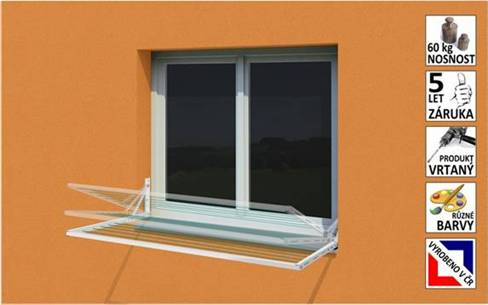 60 kg
NOSNOST
5
LET
ZÁRUKA
PRODUKT
VRTANÝ
RŮZNÉ
BARVY
VYROBENO V ČR